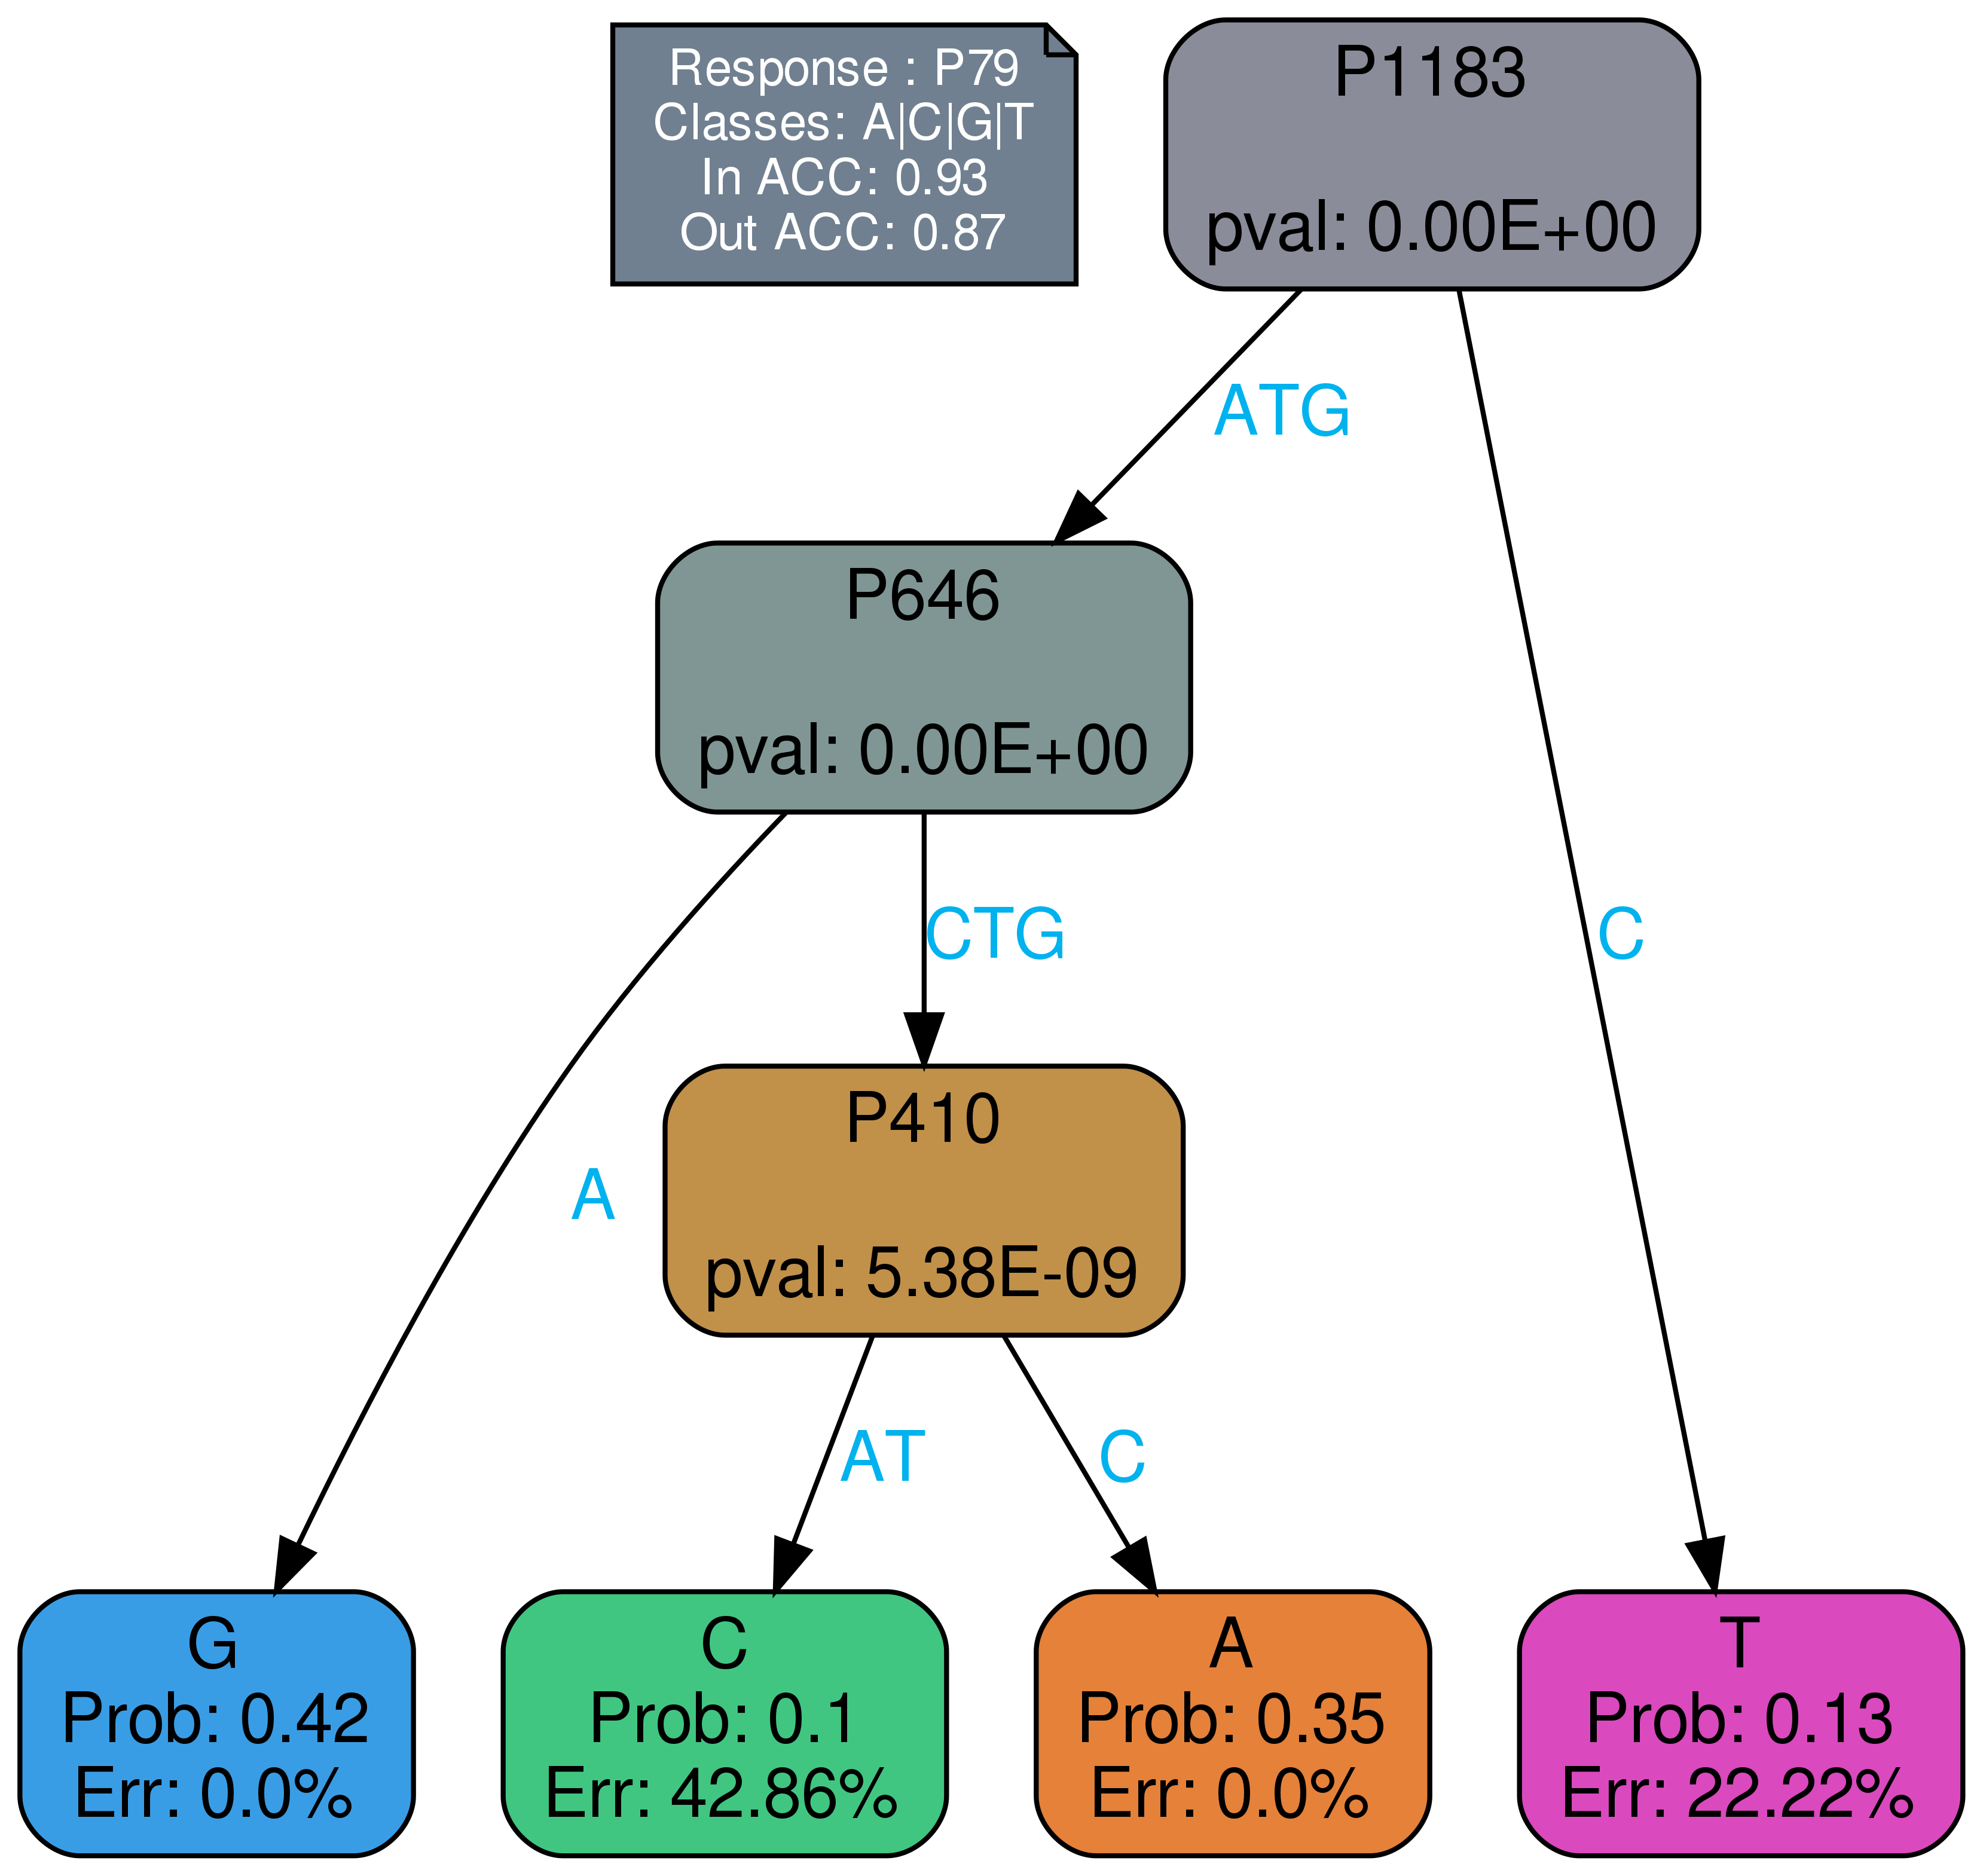 Response : P79
Classes: A|C|G|T
In ACC: 0.93
Out ACC: 0.87
P1183
pval: 0.00E+00
ATG
P646
pval: 0.00E+00
CTG
C
P410
pval: 5.38E-09
A
AT
C
G
Prob: 0.42
Err: 0.0%
C
Prob: 0.1
Err: 42.86%
A
Prob: 0.35
Err: 0.0%
T
Prob: 0.13
Err: 22.22%